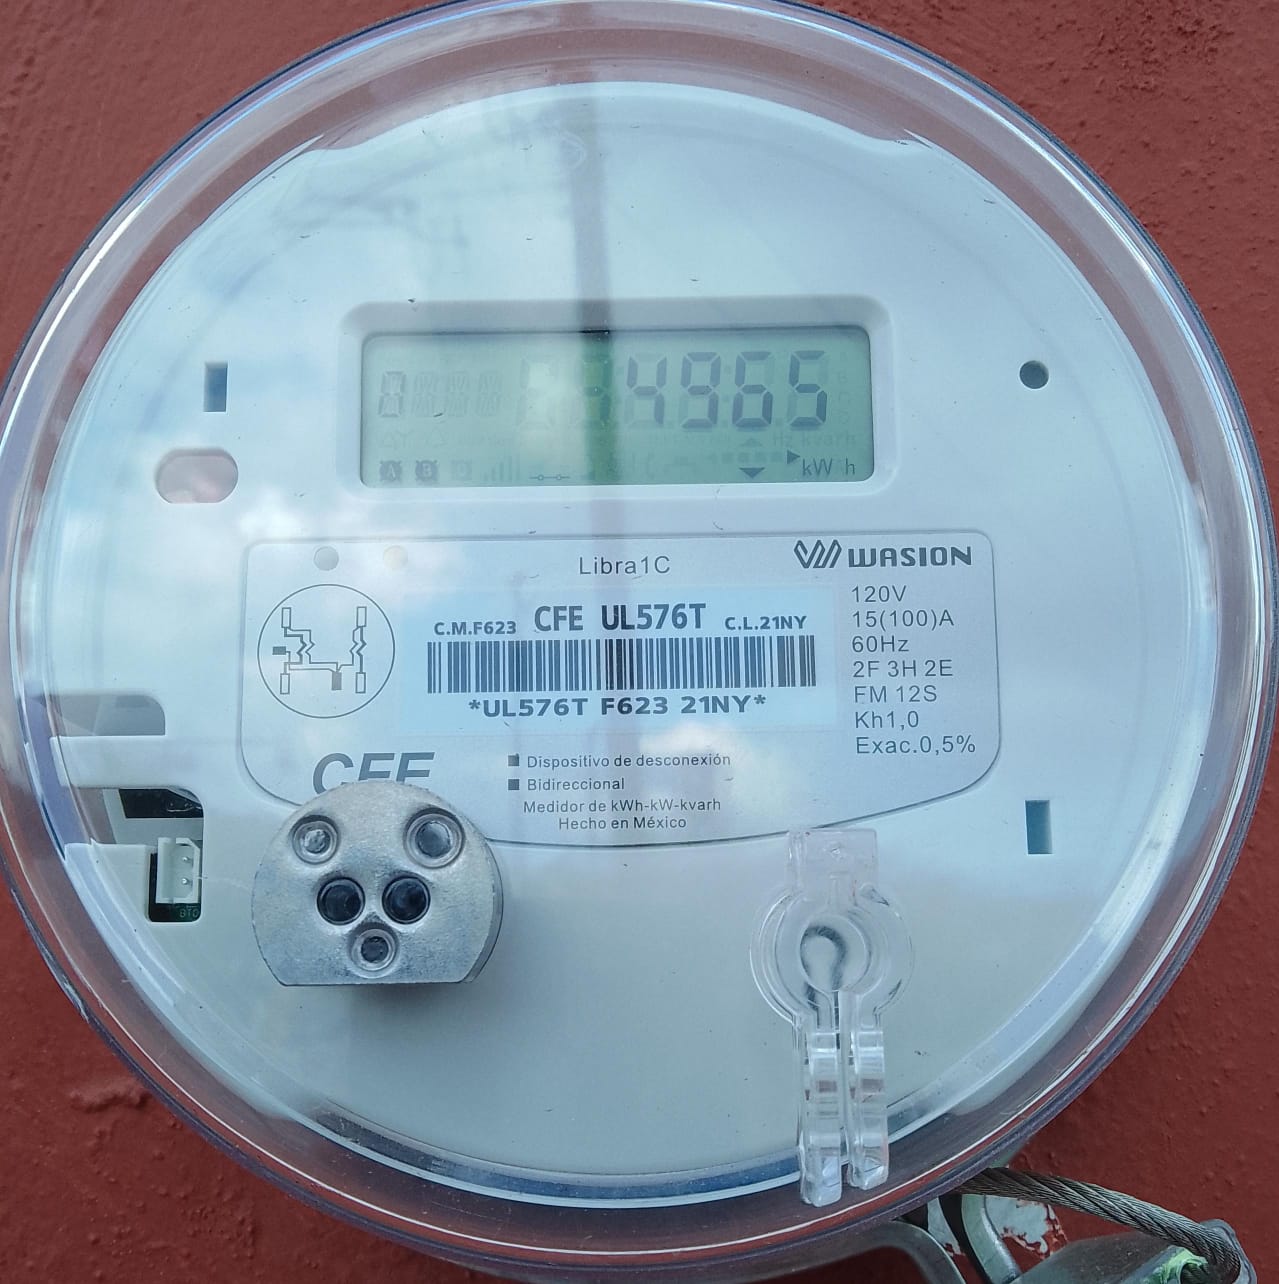 4965
A B
kW h
Libra1C
WASION
C.M.F623 CFE UL576T C.L.21NY
*UL576T F623 21NY*
120V
15(100)A
60Hz
2F 3H 2E
FM 12S
Kh1,0
Exac.0,5%
CFE
Dispositivo de desconexión
Bidireccional
Medidor de kWh-kW-kvarh
Hecho en México